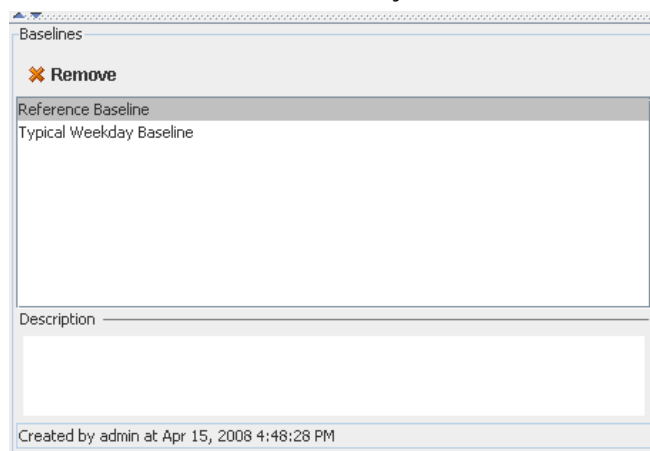 Baselines
Remove
Reference Baseline
Typical Weekday Baseline
Description
Created by admin at Apr 15, 2008 4:48:28 PM